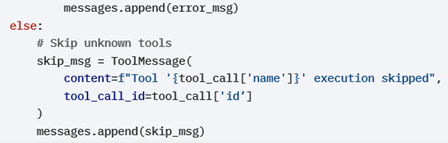 messages.append(error_msg)
else:
    # Skip unknown tools
    skip_msg = ToolMessage(
        content=f"Tool '{tool_call['name']}' execution skipped",
        tool_call_id=tool_call['id’]
    )
    messages.append(skip_msg)